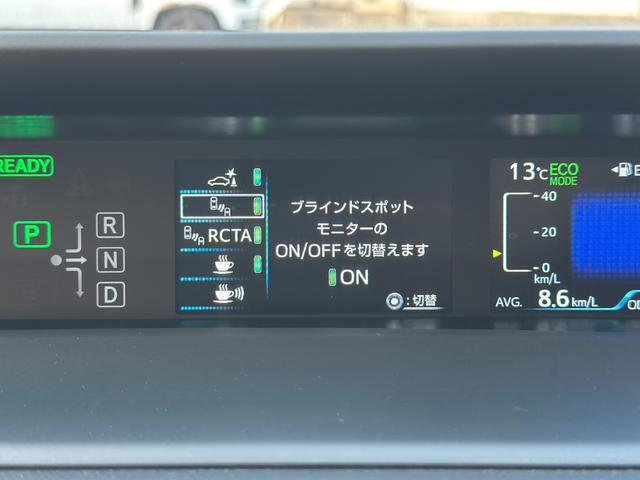 READY
P
R
N
D
RCTA
ブラインドスポット
モニターの
ON/OFFを切替えます
ON
:切替
13℃
ECO
MODE
E
40
20
0
km/L
AVG. 8.6 km/L
OD